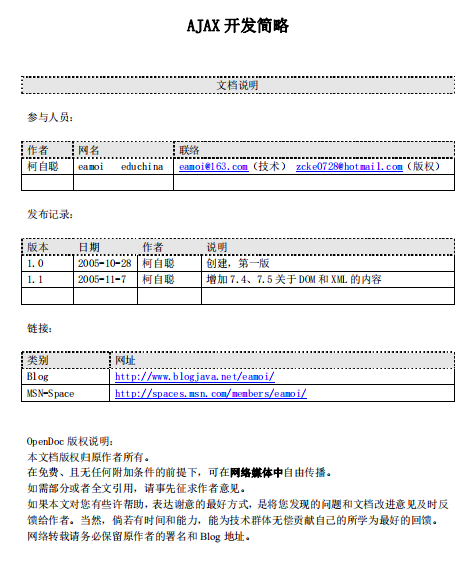 AJAX 开发简略
文档说明
参与人员：
作者 网名 联络
柯自聪 eamoi educhina eamoi@163.com（技术） zcke0728@hotmail.com（版权）
发布记录：
版本 日期 作者 说明
1.0 2005-10-28 柯自聪 创建，第一版
1.1 2005-11-7 柯自聪 增加 7.4、7.5 关于 DOM 和 XML 的内容
链接：
类别 网址
Blog http://www.blogjava.net/eamoi/
MSN-Space http://spaces.msn.com/members/eamoi/
OpenDoc 版权说明：
本文档版权归原作者所有。
在免费、且无任何附加条件的前提下，可在网络媒体中自由传播。
如需部分或者全文引用，请事先征求作者意见。
如果本文对您有些许帮助，表达谢意的最好方式，是将您发现的问题和文档改进意见及时反
馈给作者。当然，倘若有时间和能力，能为技术群体无偿贡献自己的所学为最好的回馈。
网络转载请务必保留原作者的署名和 Blog 地址。